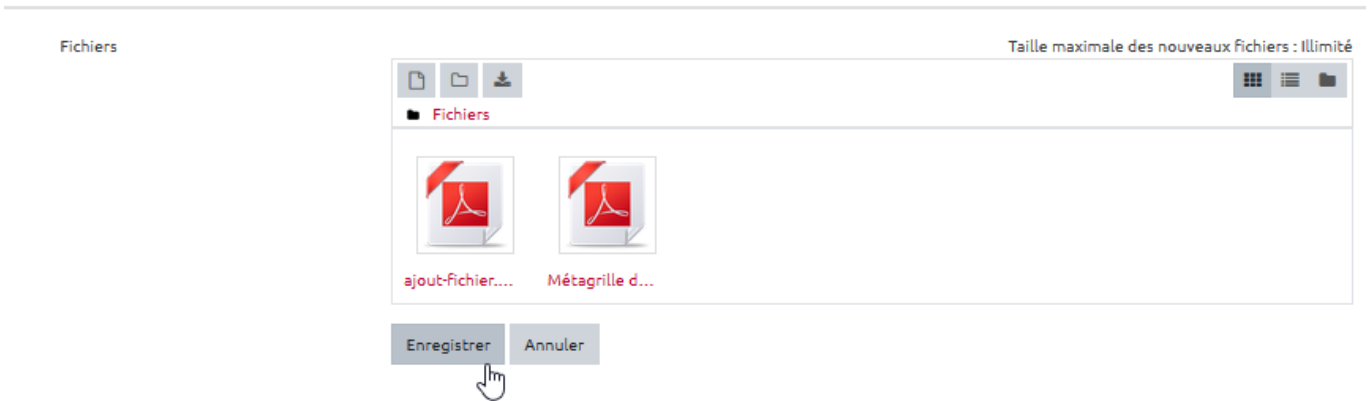 Fichiers
Taille maximale des nouveaux fichiers : Illimité
Fichiers
ajout-fichier....
Métagrille d...
Enregistrer
Annuler